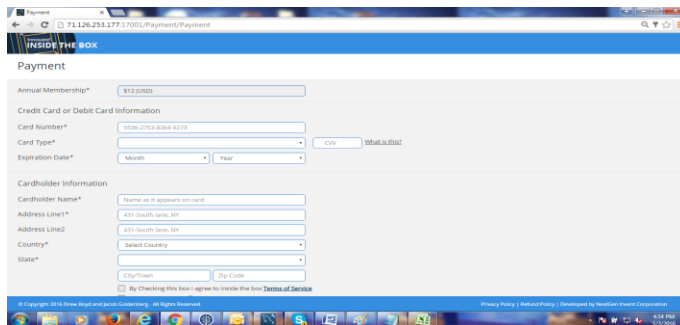 Payment
71.126.253.177:17001/Payment/Payment
INSIDE THE BOX
Payment
Annual Membership* $12 (USD)
Credit Card or Debit Card Information
Card Number* 5536-2753-8364-9273
Card Type* CVV What is this?
Expiration Date* Month Year
Cardholder Information
Cardholder Name* Name as it appears on card
Address Line1* 431-South lane, NY
Address Line2 431-South lane, NY
Country* Select Country
State*
City/Town Zip Code
By Checking this box I agree to Inside the box Terms of Service
© Copyright 2016 Drew Boyd and Jacob Goldenberg - All Rights Reserved Privacy Policy | Refund Policy | Developed by NextGen Invent Corporation
4:54 PM
5/3/2016